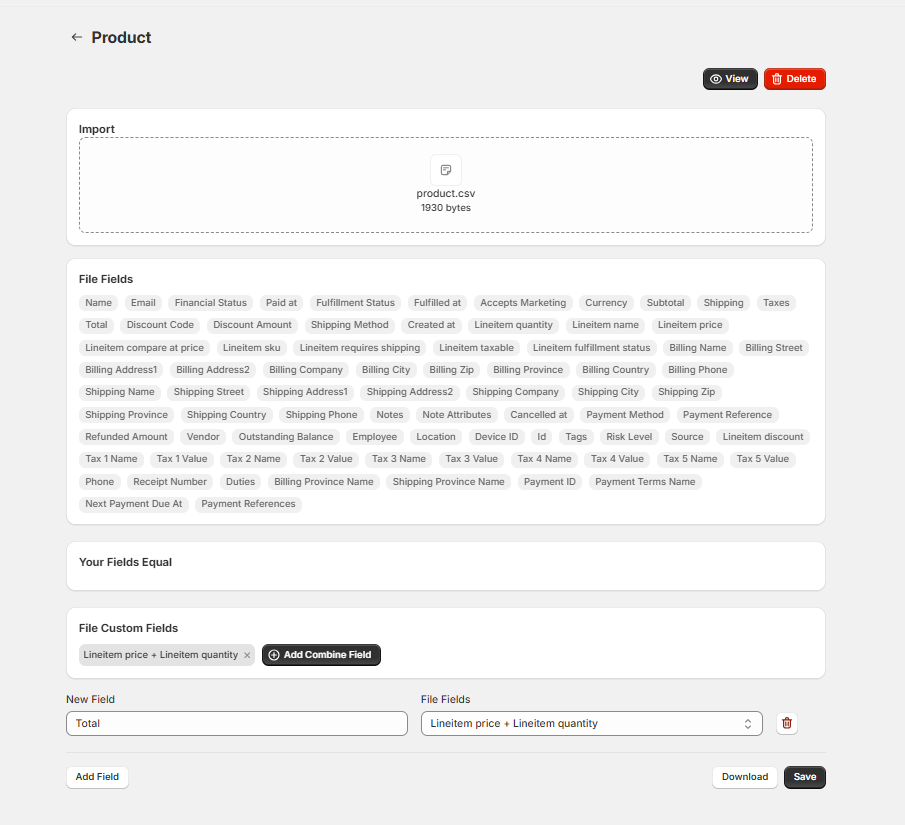 ← Product
View Delete
Import
product.csv
1930 bytes
File Fields
Name Email Financial Status Paid at Fulfillment Status Fulfilled at Accepts Marketing Currency Subtotal Shipping Taxes
Total Discount Code Discount Amount Shipping Method Created at Lineitem quantity Lineitem name Lineitem price
Lineitem compare at price Lineitem sku Lineitem requires shipping Lineitem taxable Lineitem fulfillment status Billing Name Billing Street
Billing Address1 Billing Address2 Billing Company Billing City Billing Zip Billing Province Billing Country Billing Phone
Shipping Name Shipping Street Shipping Address1 Shipping Address2 Shipping Company Shipping City Shipping Zip
Shipping Province Shipping Country Shipping Phone Notes Note Attributes Cancelled at Payment Method Payment Reference
Refunded Amount Vendor Outstanding Balance Employee Location Device ID Id Tags Risk Level Source Lineitem discount
Tax 1 Name Tax 1 Value Tax 2 Name Tax 2 Value Tax 3 Name Tax 3 Value Tax 4 Name Tax 4 Value Tax 5 Name Tax 5 Value
Phone Receipt Number Duties Billing Province Name Shipping Province Name Payment ID Payment Terms Name
Next Payment Due At Payment References
Your Fields Equal
File Custom Fields
Lineitem price + Lineitem quantity × Add Combine Field
New Field File Fields
Total Lineitem price + Lineitem quantity
Add Field Download Save